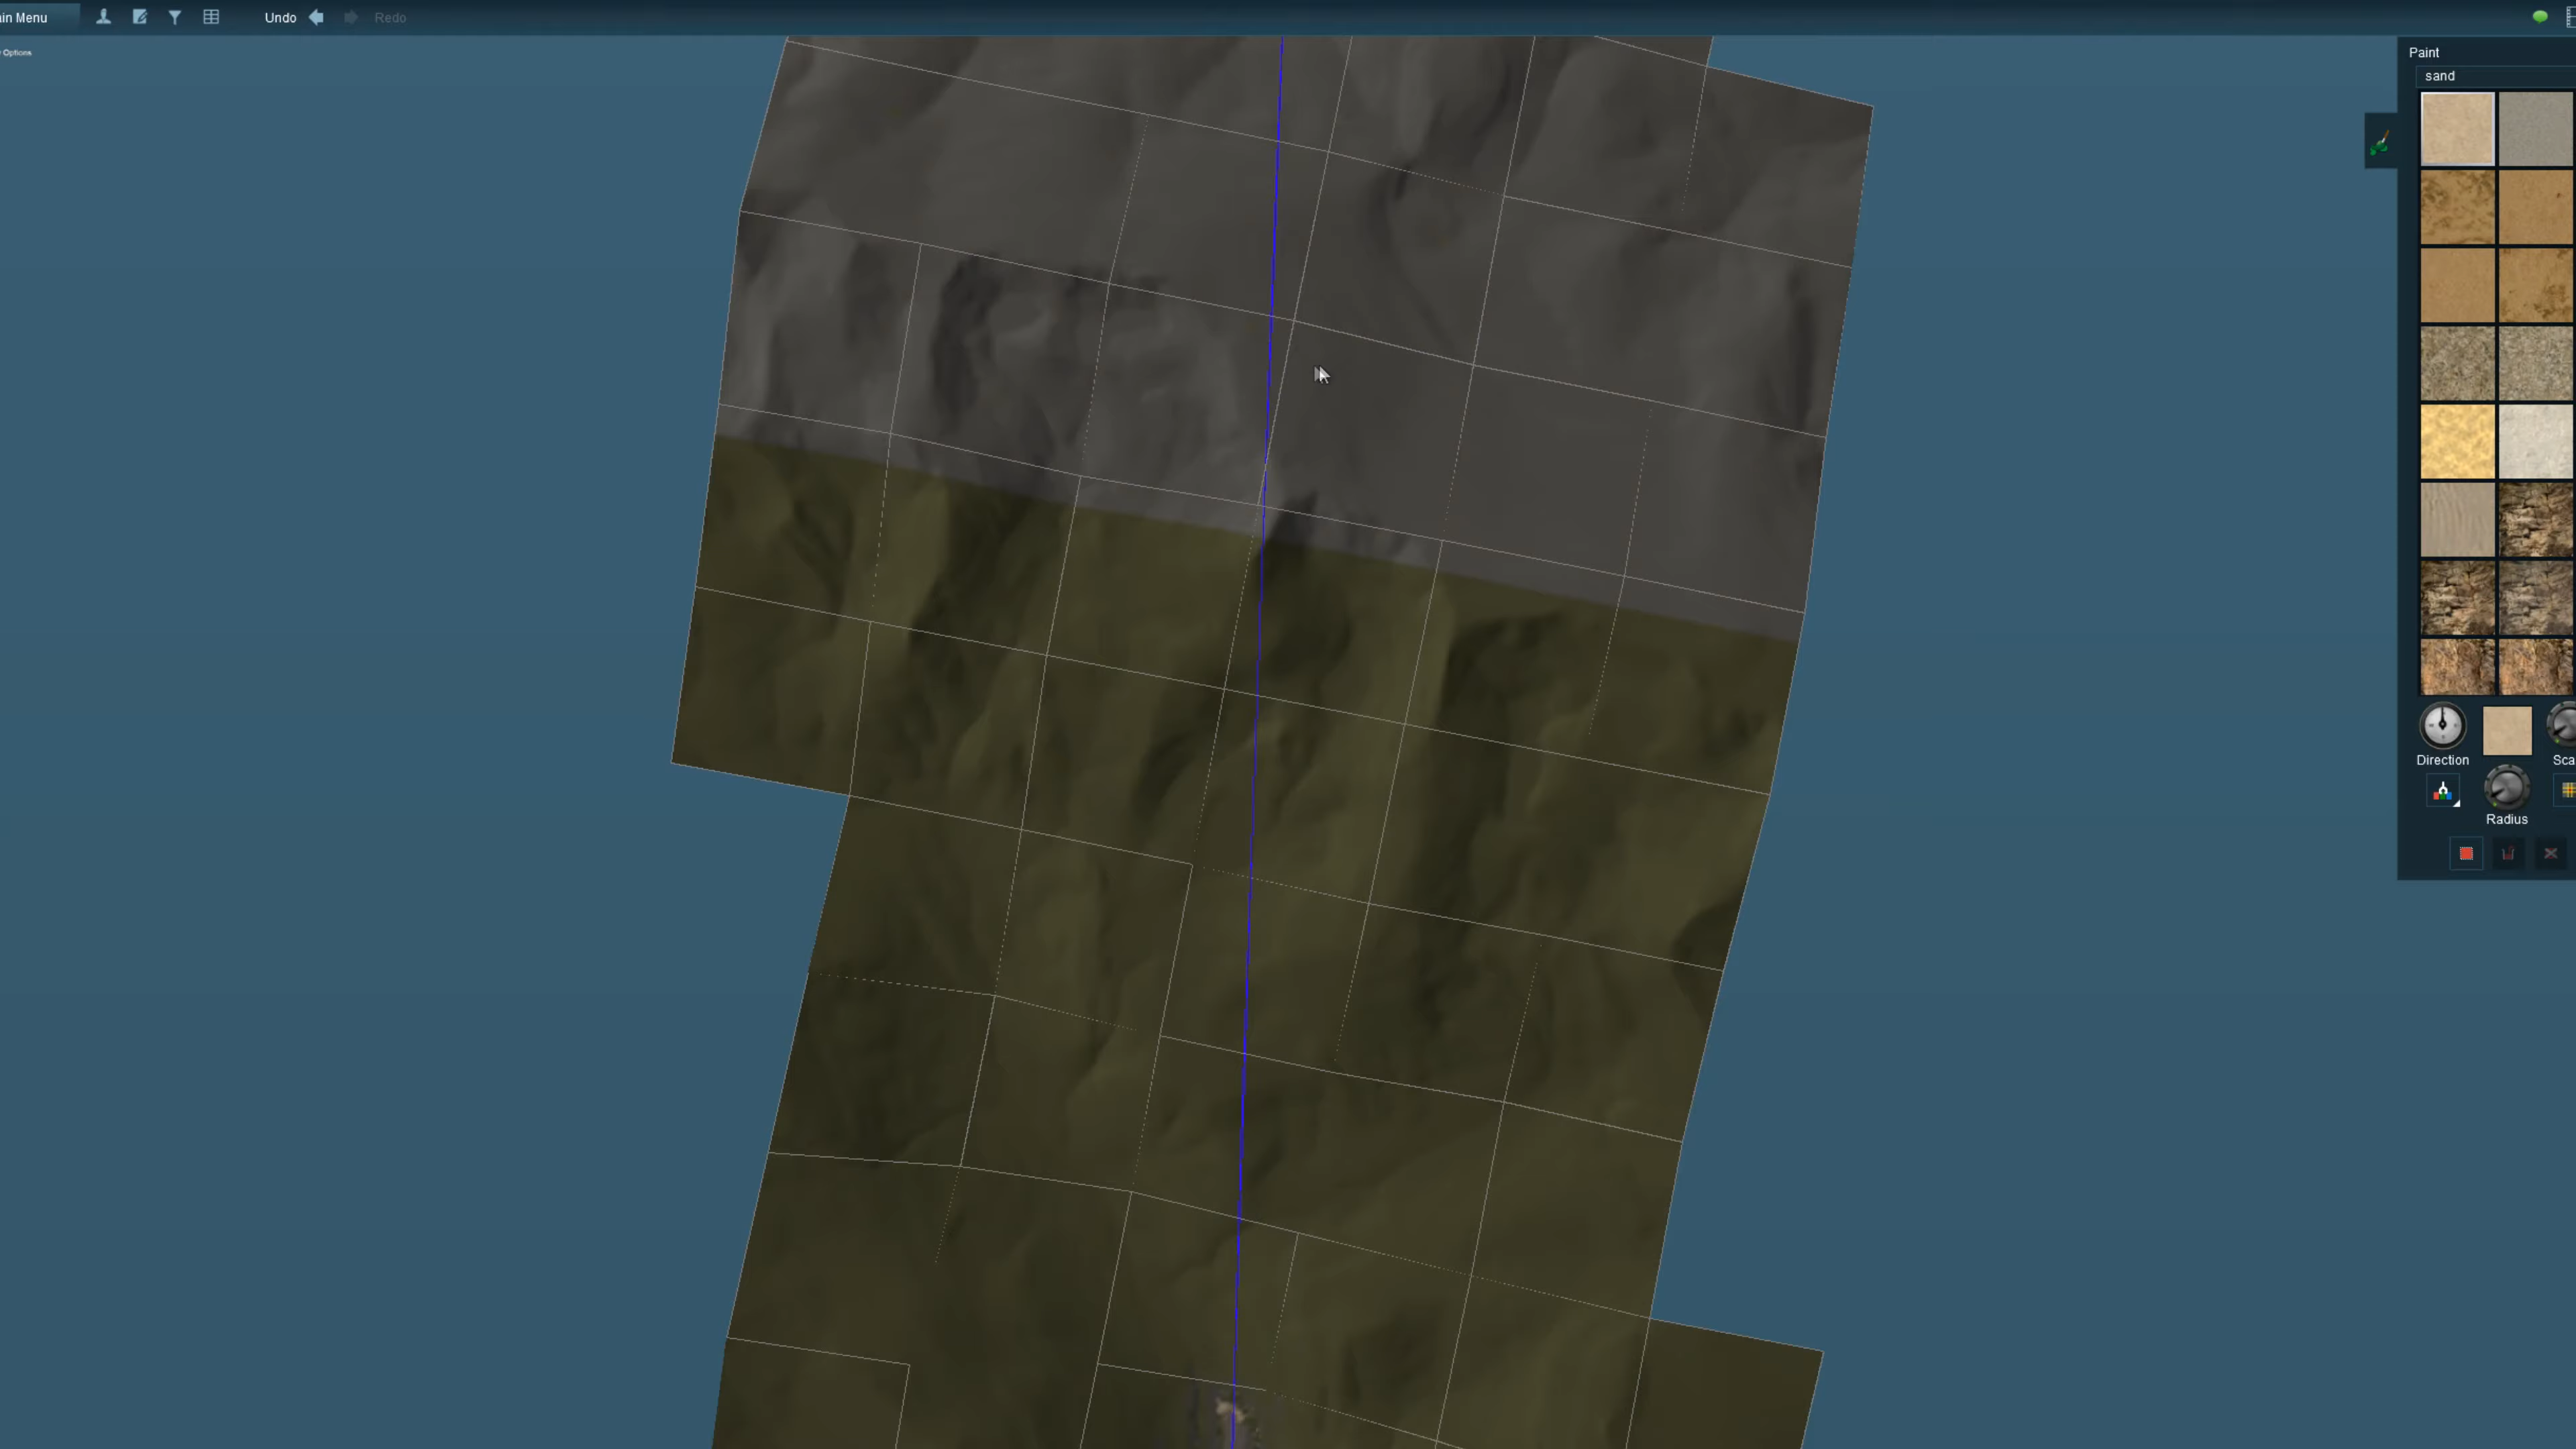 in Menu
Undo
Redo
Options
Paint
sand
Direction
Sca
Radius